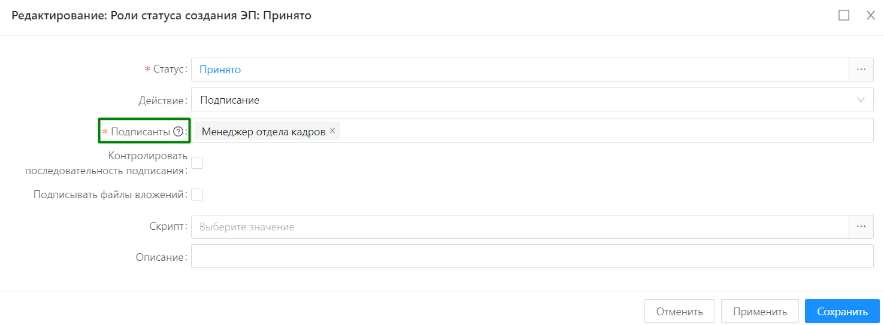 Редактирование: Роли статуса создания ЭП: Принято
* Статус: Принято ...
Действие: Подписание
* Подписанты ?: Менеджер отдела кадров ×
Контролировать
последовательность подписания:
Подписывать файлы вложений:
Скрипт: Выберите значение ...
Описание:
Отменить Применить Сохранить